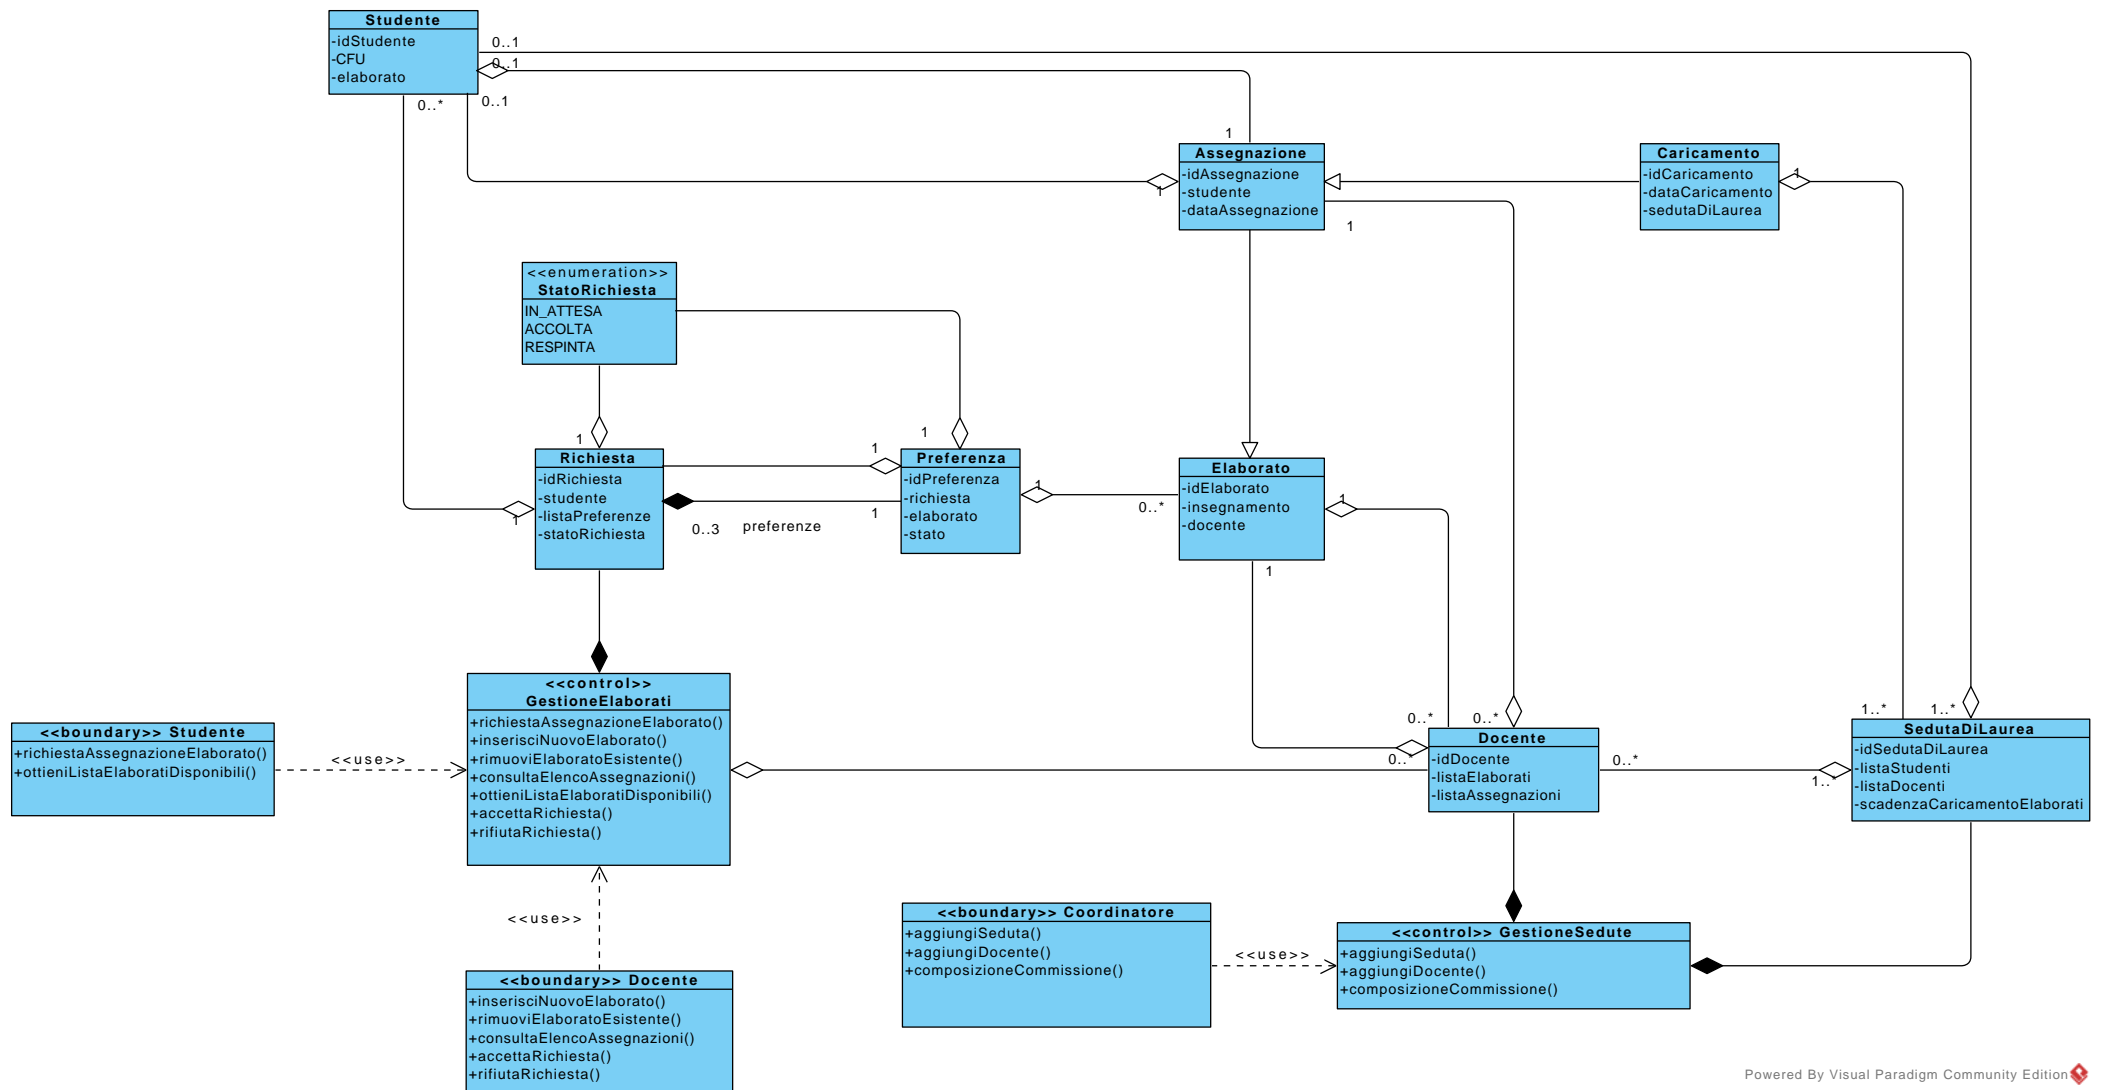 Studente
-idStudente
-CFU
-elaborato
0..1
0..1
0..1
0..*
1
Assegnazione
-idAssegnazione
-studente
-dataAssegnazione
1
1
Caricamento
-idCaricamento
-dataCaricamento
-sedutaDiLaurea
1
<<enumeration>>
StatoRichiesta
IN_ATTESA
ACCOLTA
RESPINTA
1
Richiesta
-idRichiesta
-studente
-listaPreferenze
-statoRichiesta
1
1
1
0..3 preferenze
1
Preferenza
-idPreferenza
-richiesta
-elaborato
-stato
1
0..*
Elaborato
-idElaborato
-insegnamento
-docente
1
1
<<control>>
GestioneElaborati
+richiestaAssegnazioneElaborato()
+inserisciNuovoElaborato()
+rimuoviElaboratoEsistente()
+consultaElencoAssegnazioni()
+ottieniListaElaboratiDisponibili()
+accettaRichiesta()
+rifiutaRichiesta()
<<boundary>> Studente
+richiestaAssegnazioneElaborato()
+ottieniListaElaboratiDisponibili()
<<use>>
0..*
0..*
0..*
Docente
-idDocente
-listaElaborati
-listaAssegnazioni
0..*
1..*
1..*
1..*
SedutaDiLaurea
-idSedutaDiLaurea
-listaStudenti
-listaDocenti
-scadenzaCaricamentoElaborati
<<use>>
<<boundary>> Docente
+inserisciNuovoElaborato()
+rimuoviElaboratoEsistente()
+consultaElencoAssegnazioni()
+accettaRichiesta()
+rifiutaRichiesta()
<<boundary>> Coordinatore
+aggiungiSeduta()
+aggiungiDocente()
+composizioneCommissione()
<<use>>
<<control>> GestioneSedute
+aggiungiSeduta()
+aggiungiDocente()
+composizioneCommissione()
Powered By Visual Paradigm Community Edition